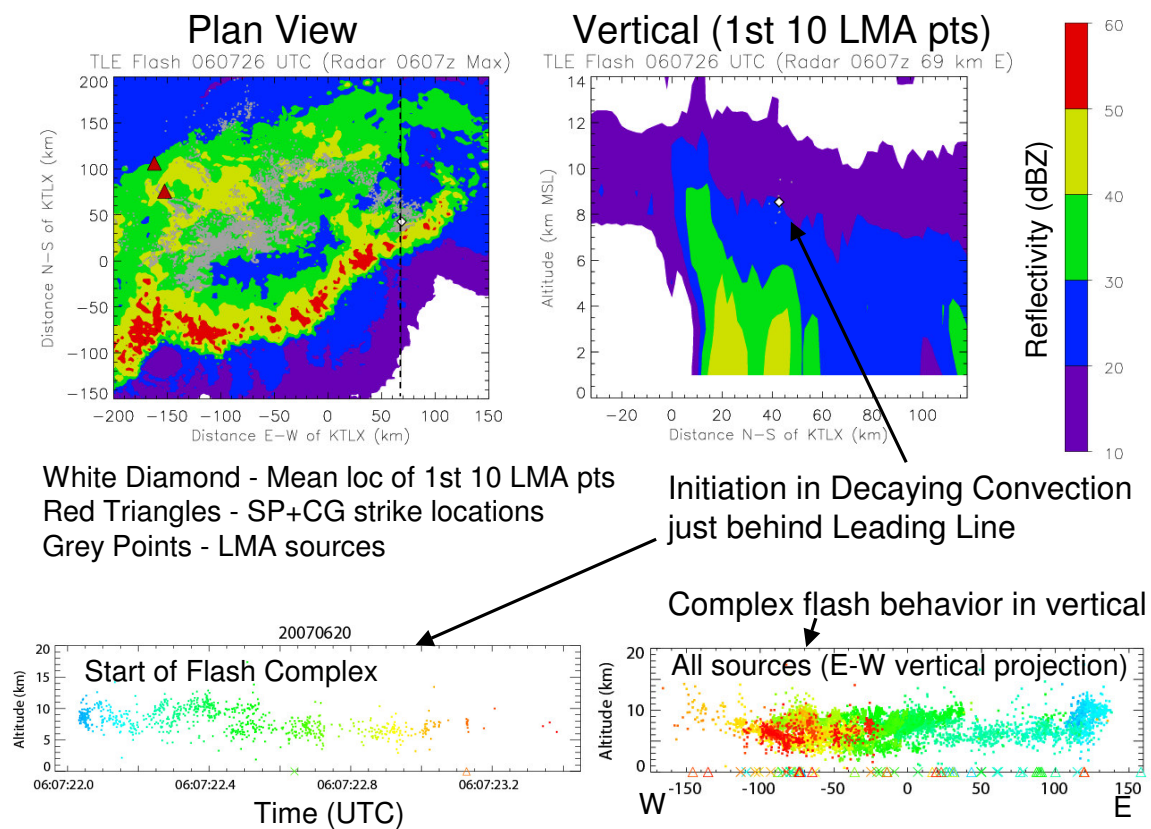 Plan View
TLE Flash 060726 UTC (Radar 0607z Max)
200
150
100
50
0
−50
−100
−150
Distance N−S of KTLX (km)
−200 −150 −100 −50 0 50 100 150
Distance E−W of KTLX (km)
Vertical (1st 10 LMA pts)
TLE Flash 060726 UTC (Radar 0607z 69 km E)
14
12
10
8
6
4
2
0
Altitude (km MSL)
−20 0 20 40 60 80 100
Distance N−S of KTLX (km)
60
50
40
30
20
10
Reflectivity (dBZ)
White Diamond - Mean loc of 1st 10 LMA pts
Red Triangles - SP+CG strike locations
Grey Points - LMA sources
Initiation in Decaying Convection
just behind Leading Line
Complex flash behavior in vertical
20070620
Start of Flash Complex
20
15
10
5
0
Altitude (km)
06:07:22.0 06:07:22.4 06:07:22.8 06:07:23.2
Time (UTC)
All sources (E-W vertical projection)
20
10
0
Altitude (km)
-150 -100 -50 0 50 100 150
W E